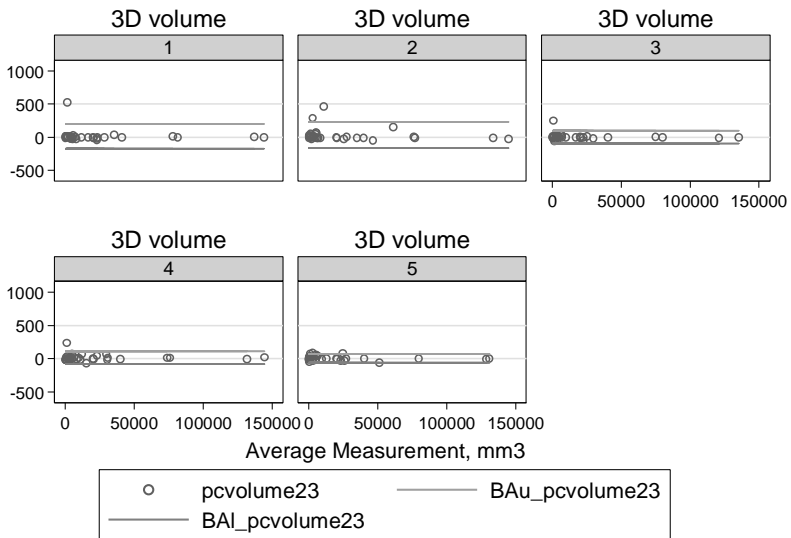 3D volume 3D volume 3D volume
1 2 3
1000
500
0
-500
0 50000 100000 150000
3D volume 3D volume
4 5
1000
500
0
-500
0 50000 100000 150000 0 50000 100000 150000
Average Measurement, mm3
pcvolume23 BAu_pcvolume23
BAl_pcvolume23